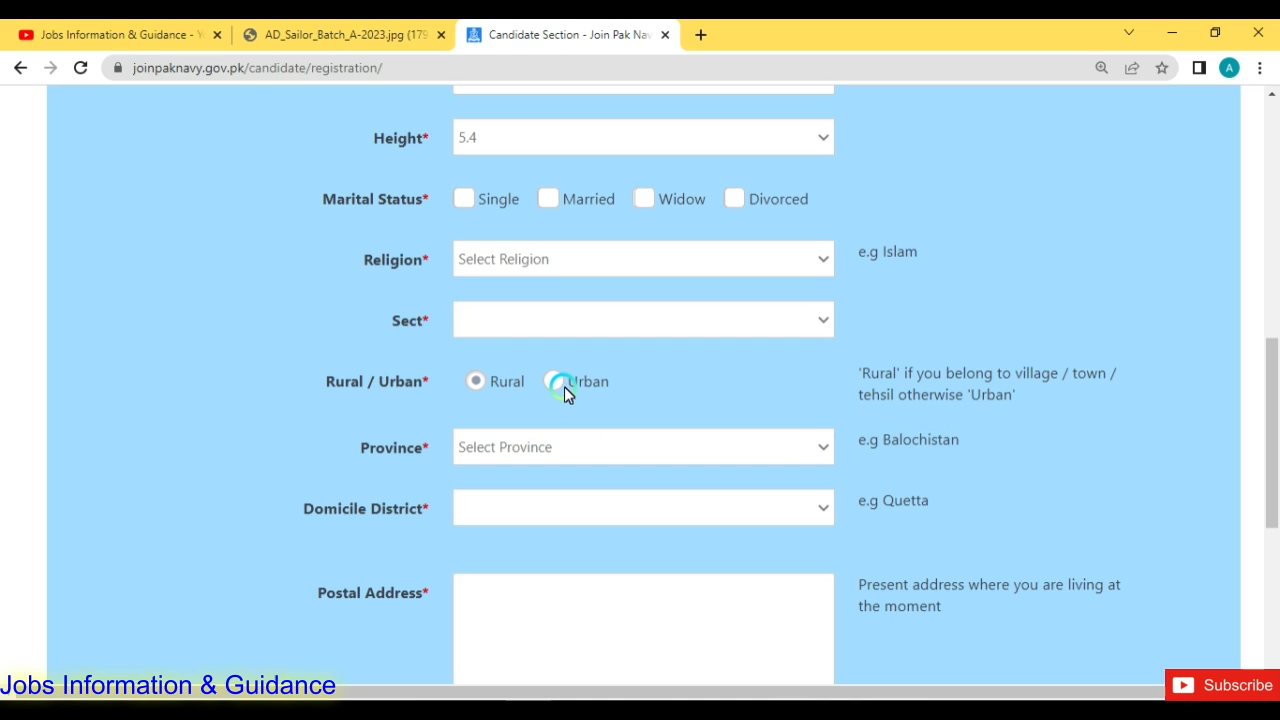 Jobs Information & Guidance - Y
AD_Sailor_Batch_A-2023.jpg (179
Candidate Section - Join Pak Nav
joinpaknavy.gov.pk/candidate/registration/
A
Height*
5.4
Marital Status*
Single
Married
Widow
Divorced
Religion*
Select Religion
e.g Islam
Sect*
Rural / Urban*
Rural
Urban
'Rural' if you belong to village / town /
tehsil otherwise 'Urban'
Province*
Select Province
e.g Balochistan
Domicile District*
e.g Quetta
Postal Address*
Present address where you are living at
the moment
Jobs Information & Guidance
Subscribe